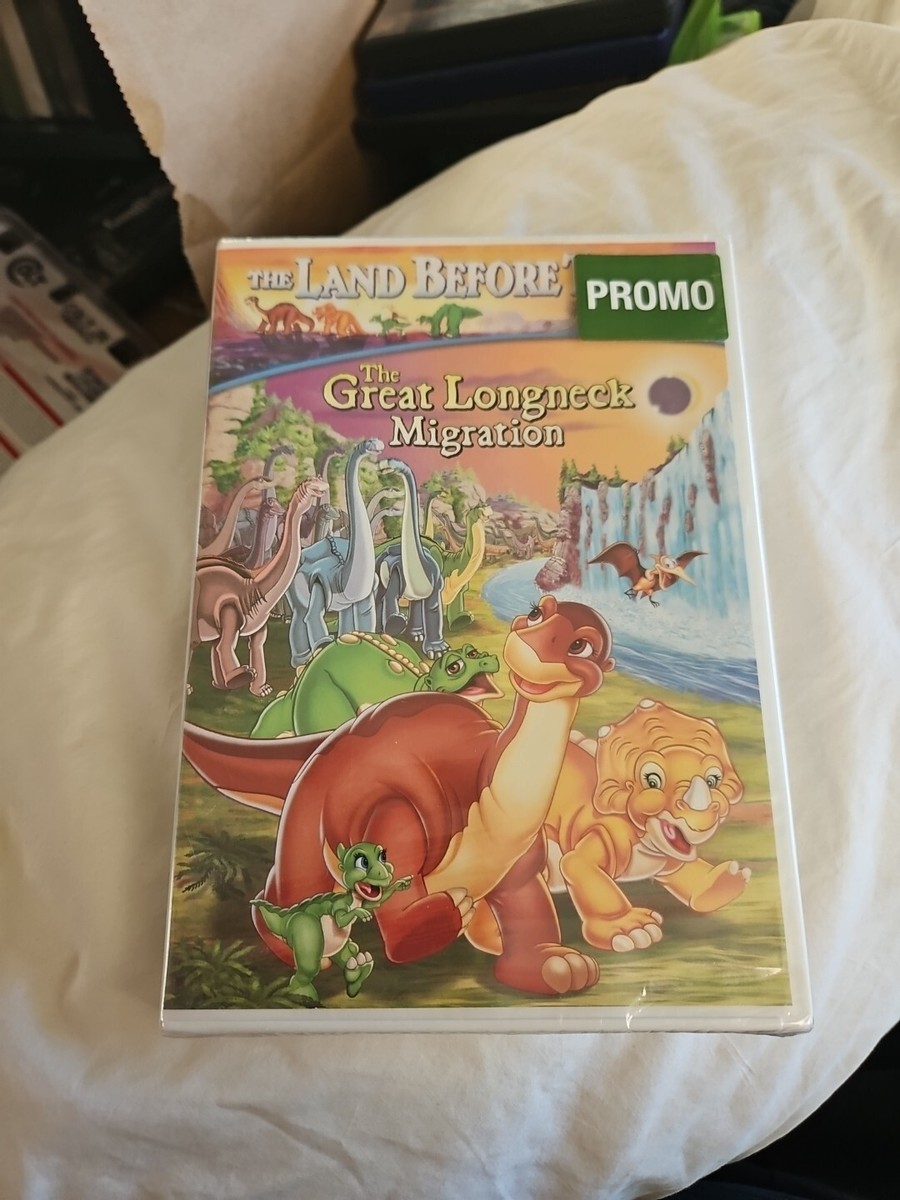 THE LAND BEFORE
PROMO
The
Great Longneck
Migration